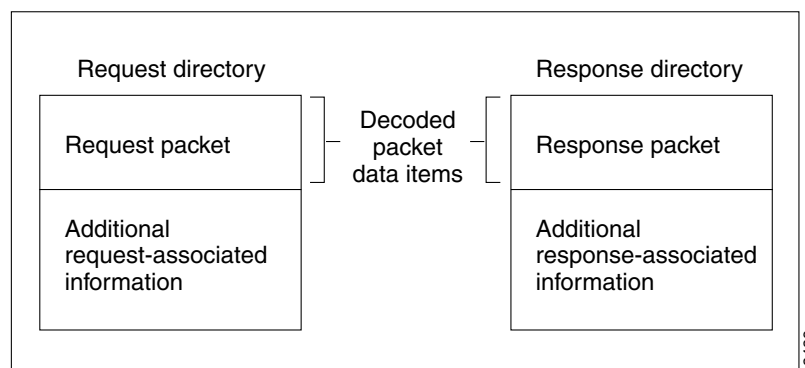 Request directory
Response directory
Request packet
Decoded
packet
data items
Response packet
Additional
request-associated
information
Additional
response-associated
information